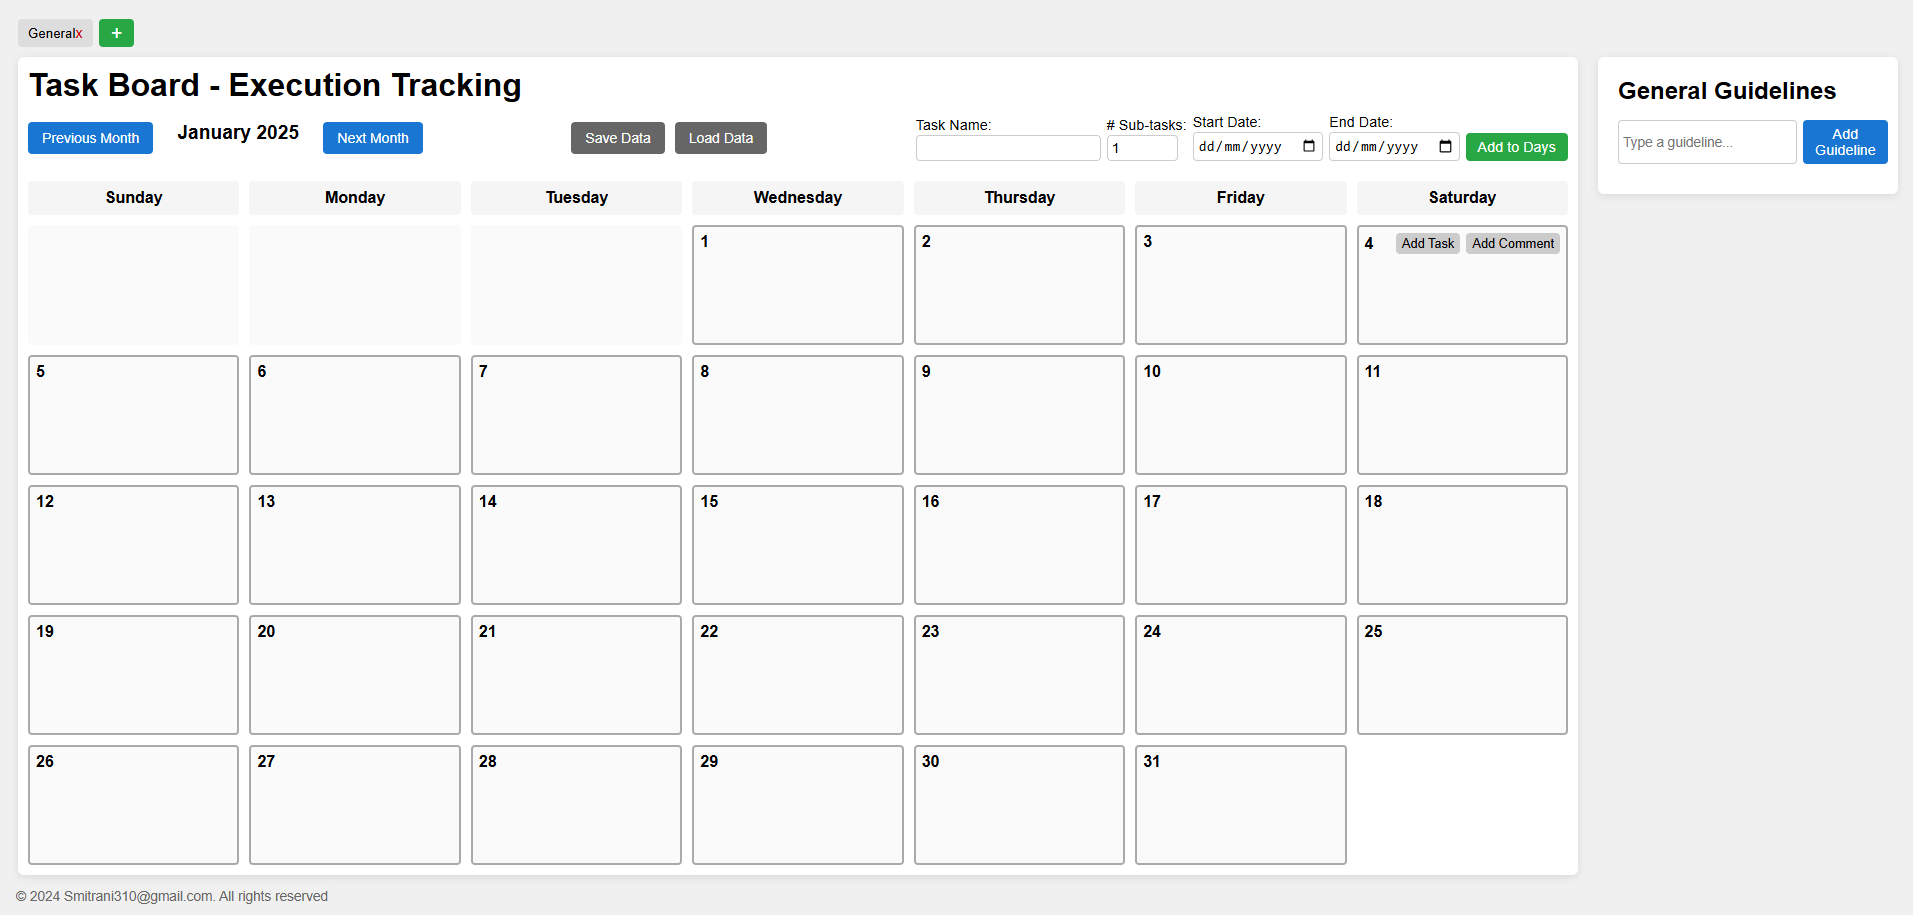 Generalx +
Task Board - Execution Tracking
Previous Month January 2025 Next Month Save Data Load Data Task Name: # Sub-tasks: 1 Start Date: dd/mm/yyyy End Date: dd/mm/yyyy Add to Days
Sunday Monday Tuesday Wednesday Thursday Friday Saturday
1 2 3 4 Add Task Add Comment
5 6 7 8 9 10 11
12 13 14 15 16 17 18
19 20 21 22 23 24 25
26 27 28 29 30 31
General Guidelines
Type a guideline... Add Guideline
© 2024 Smitrani310@gmail.com. All rights reserved